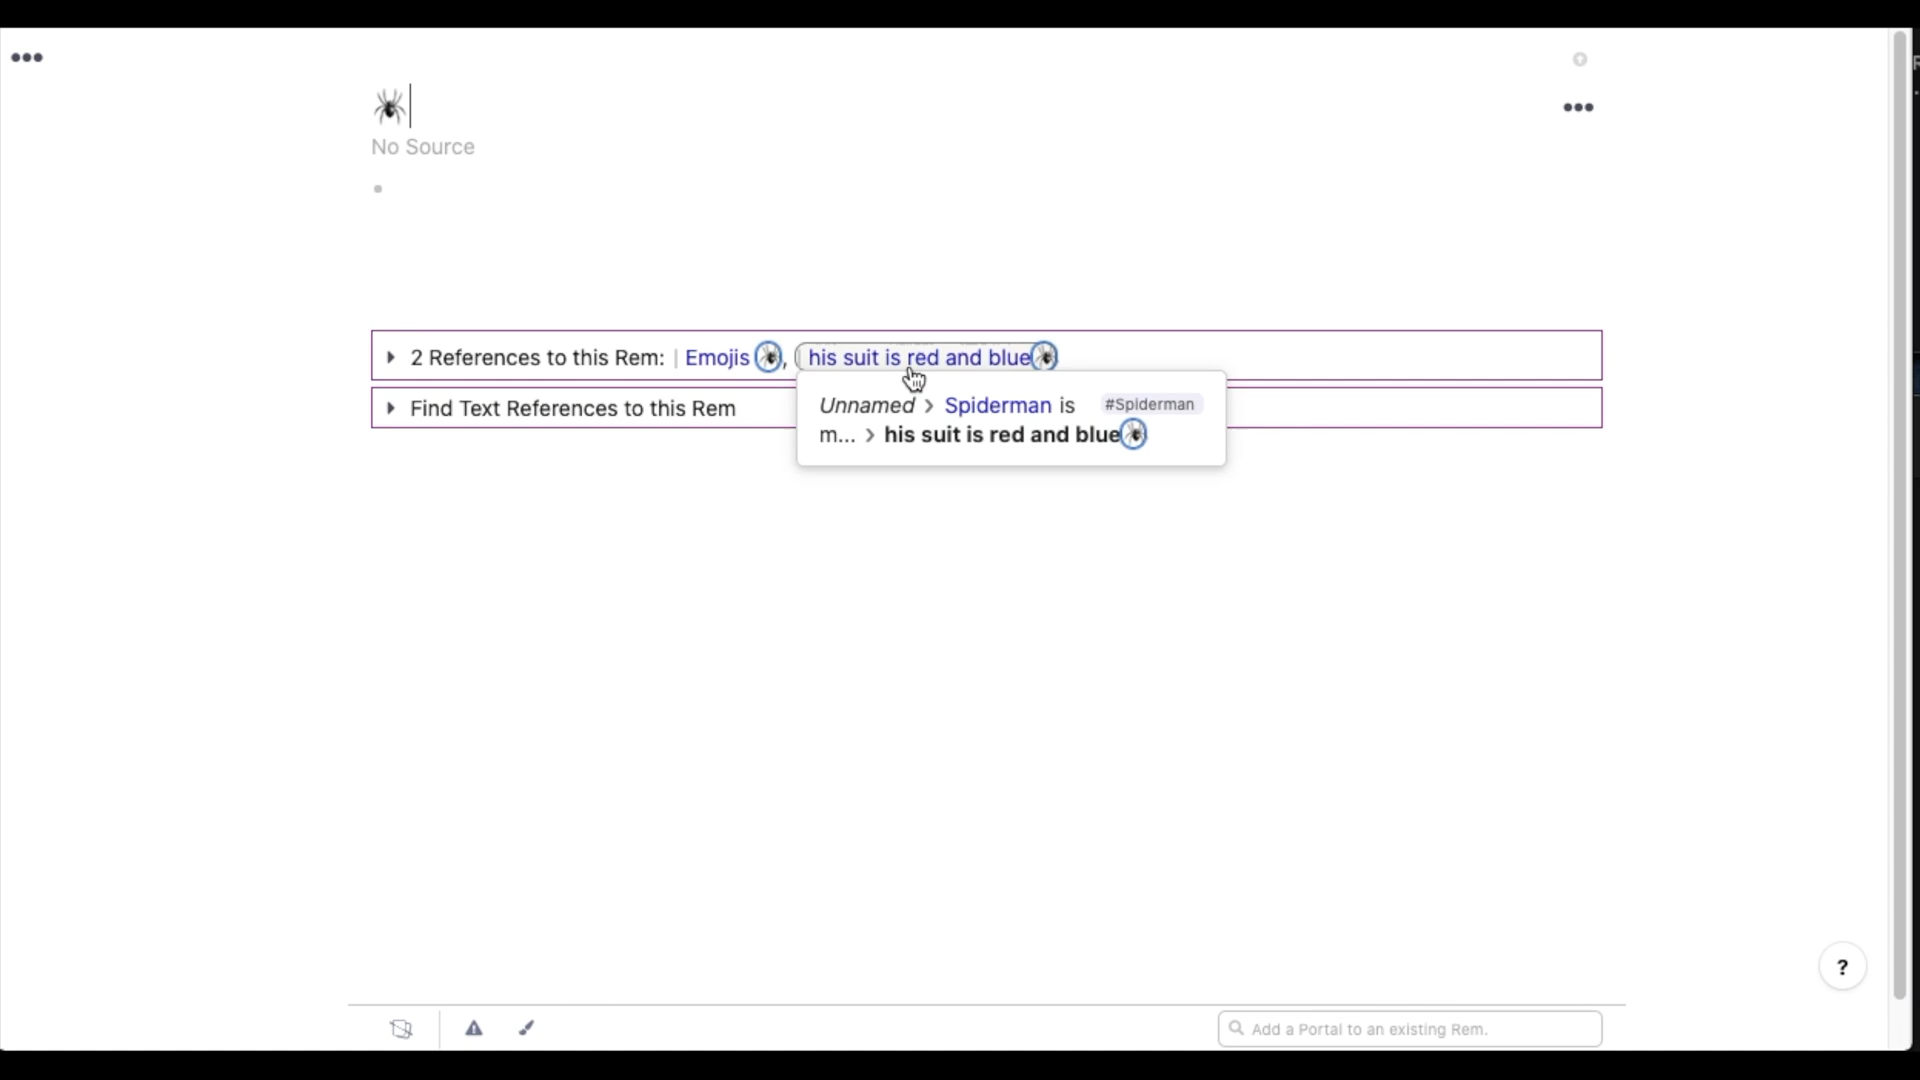 No Source
2 References to this Rem: | Emojis 🕷, his suit is red and blue🕷
Unnamed › Spiderman is #Spiderman
m... › his suit is red and blue🕷
Find Text References to this Rem
?
Add a Portal to an existing Rem.